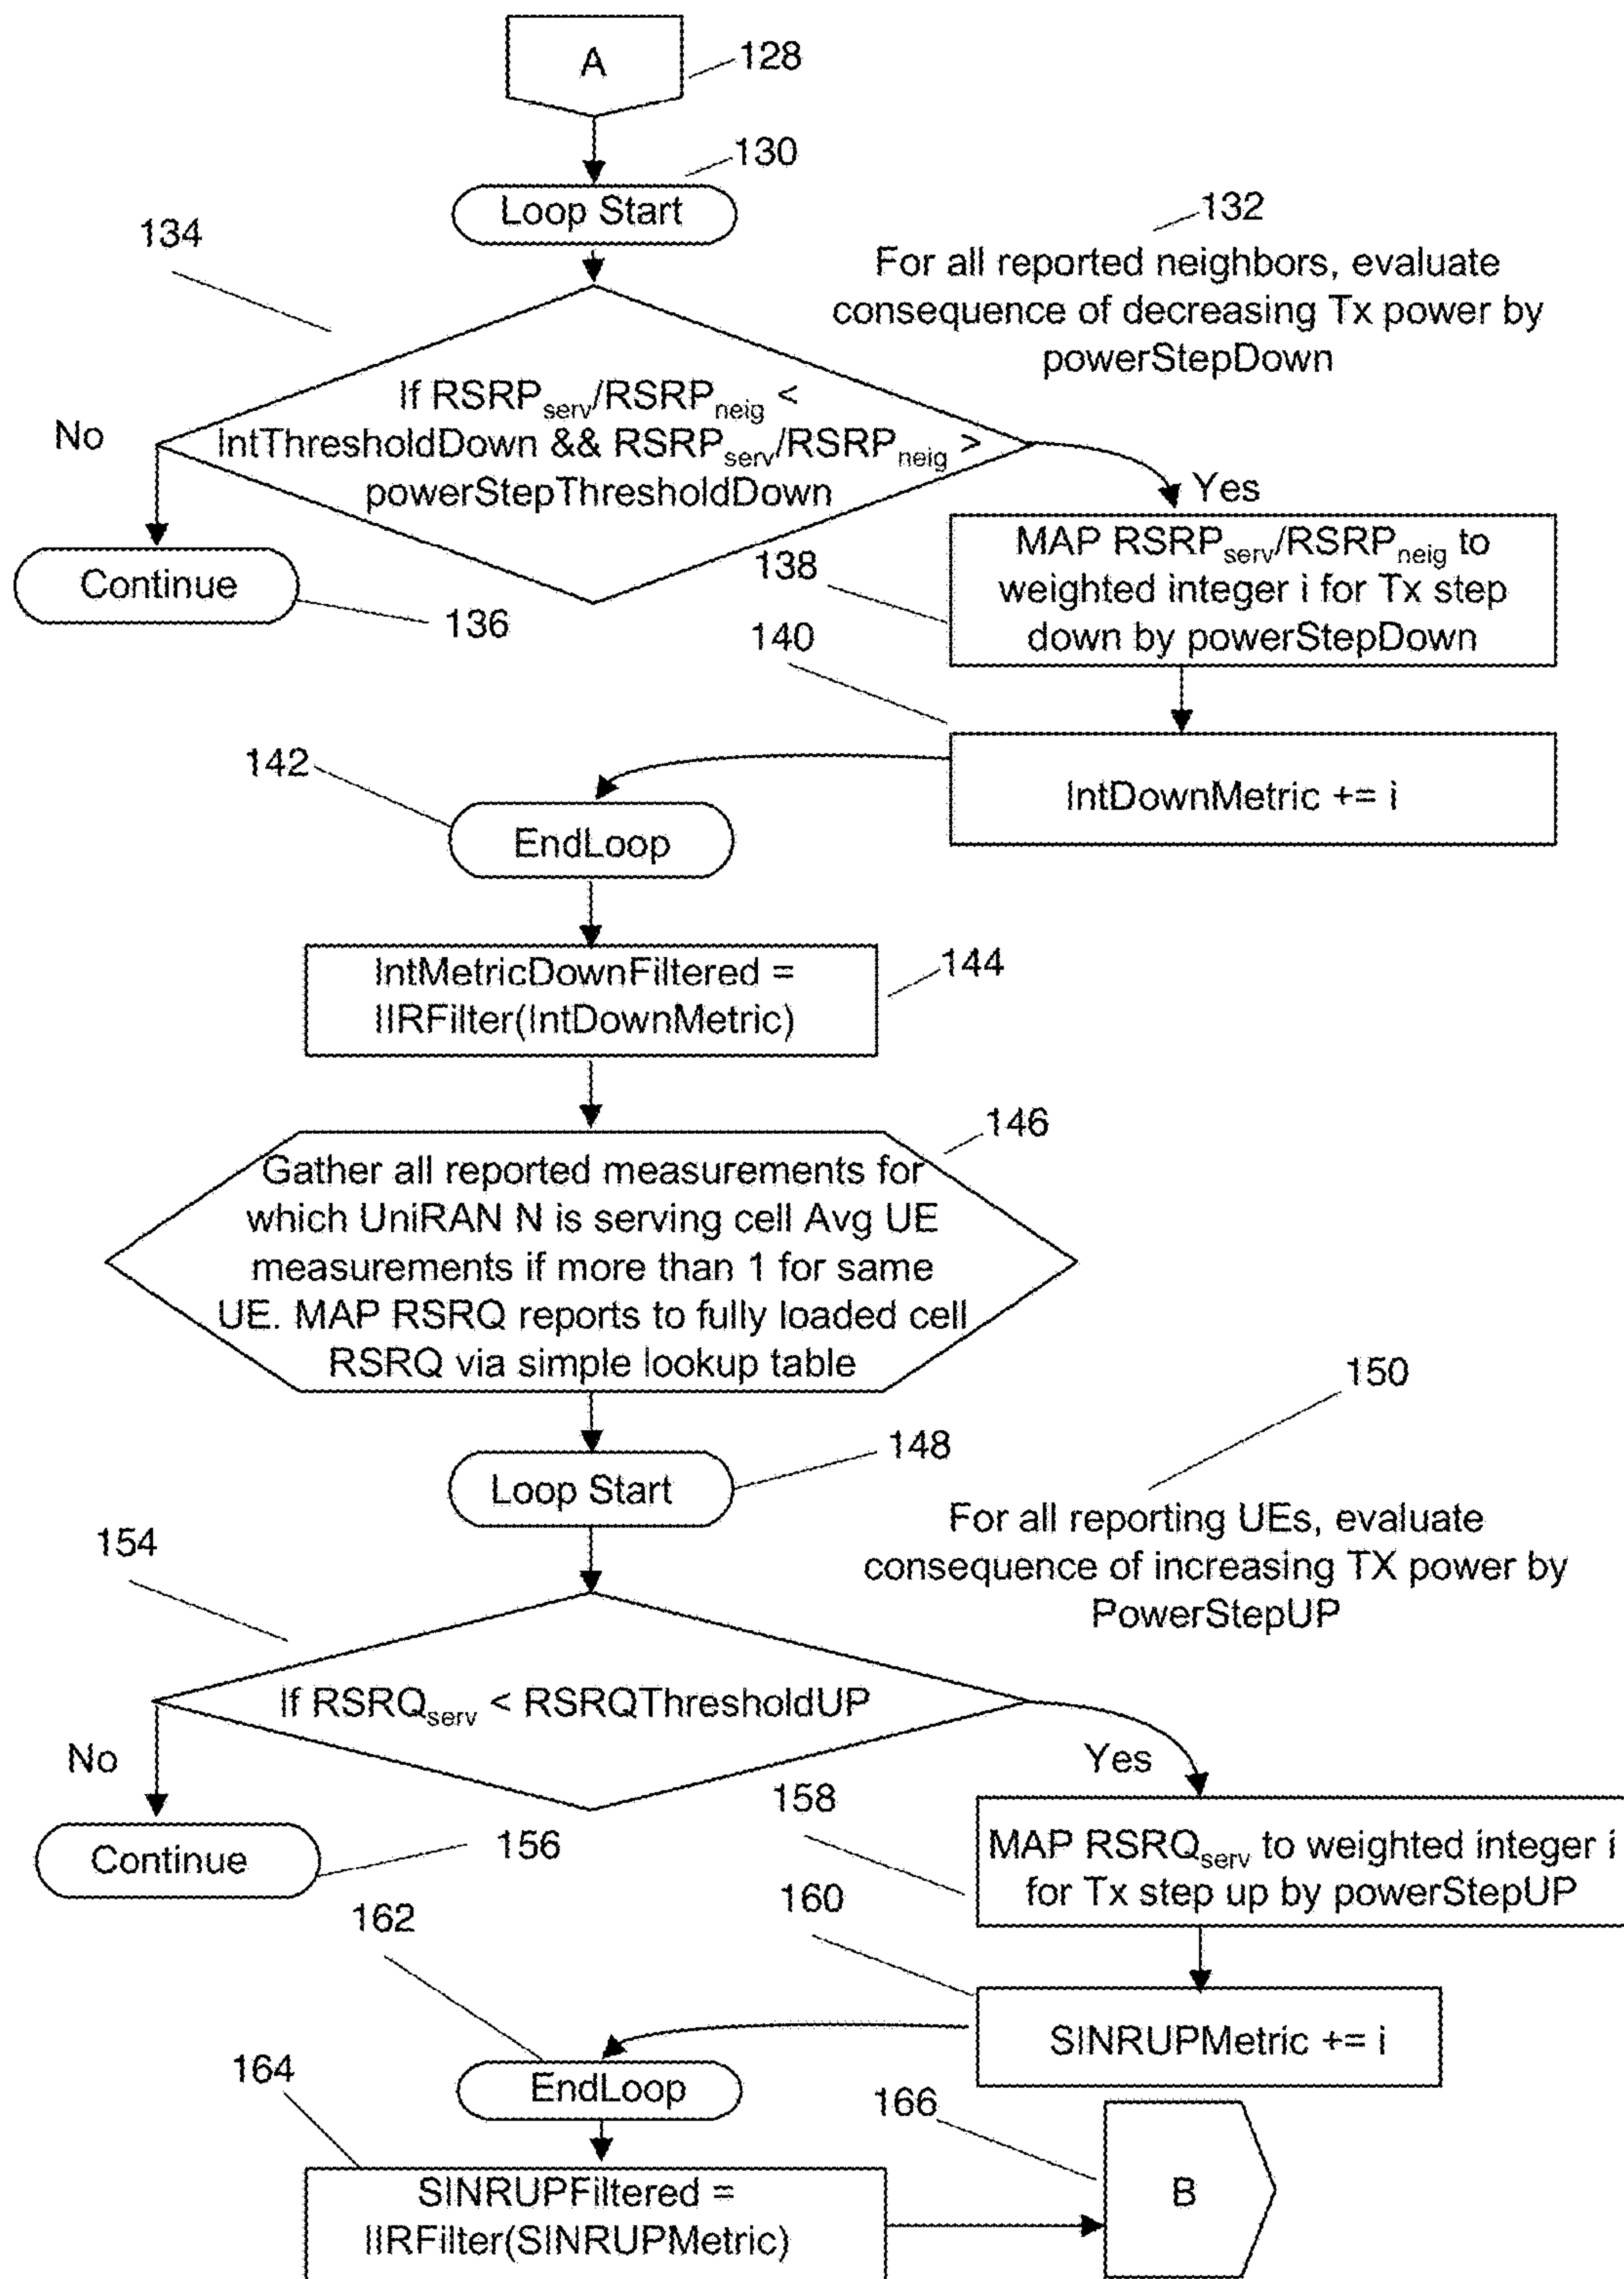 A
128
130
Loop Start
132
134
For all reported neighbors, evaluate
consequence of decreasing Tx power by
powerStepDown
If RSRPserv/RSRPneig <
IntThresholdDown && RSRPserv/RSRPneig >
powerStepThresholdDown
No
Yes
Continue
136
138
MAP RSRPserv/RSRPneig to
weighted integer i for Tx step
down by powerStepDown
140
IntDownMetric += i
142
EndLoop
IntMetricDownFiltered =
IIRFilter(IntDownMetric)
144
146
Gather all reported measurements for
which UniRAN N is serving cell Avg UE
measurements if more than 1 for same
UE. MAP RSRQ reports to fully loaded cell
RSRQ via simple lookup table
150
148
Loop Start
For all reporting UEs, evaluate
consequence of increasing TX power by
PowerStepUP
154
If RSRQserv < RSRQThresholdUP
No
Yes
Continue
156
158
MAP RSRQserv to weighted integer i
for Tx step up by powerStepUP
160
SINRUPMetric += i
162
EndLoop
164
SINRUPFiltered =
IIRFilter(SINRUPMetric)
166
B